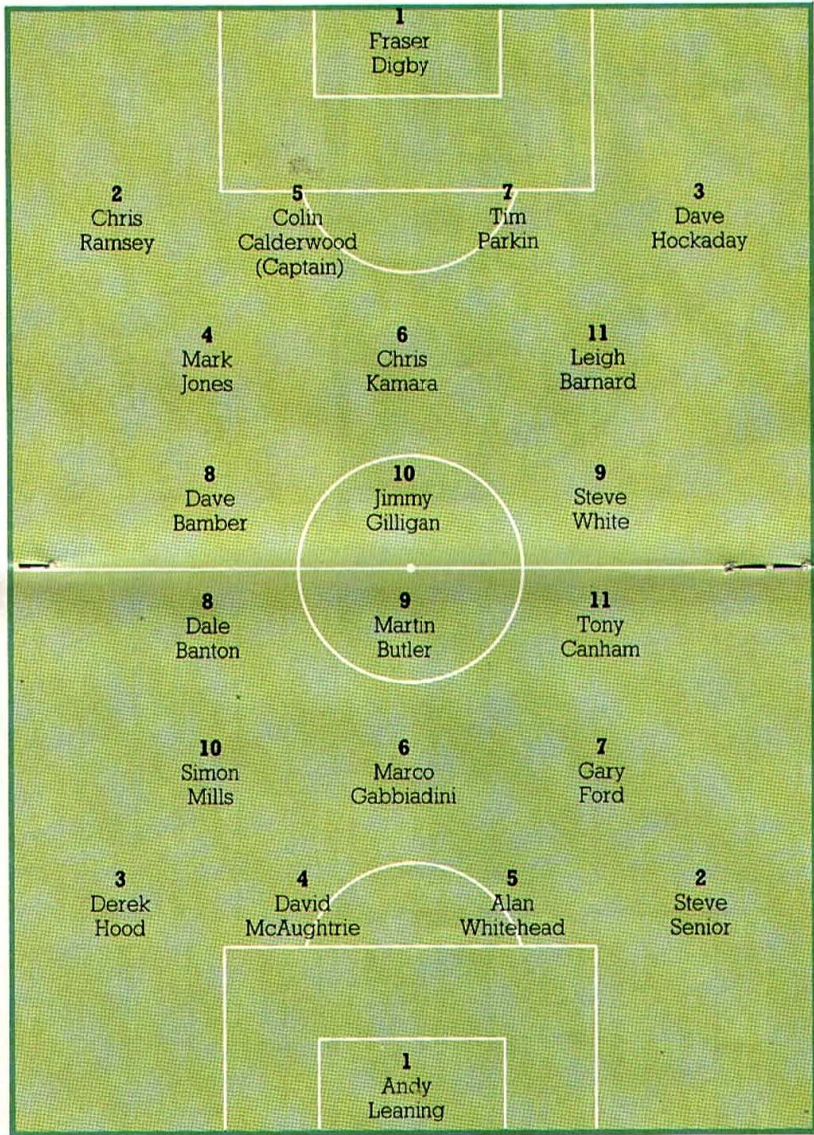 1
Fraser
Digby
2
Chris
Ramsey
5
Colin
Calderwood
(Captain)
7
Tim
Parkin
3
Dave
Hockaday
4
Mark
Jones
6
Chris
Kamara
11
Leigh
Barnard
8
Dave
Bamber
10
Jimmy
Gilligan
9
Steve
White
8
Dale
Banton
9
Martin
Butler
11
Tony
Canham
10
Simon
Mills
6
Marco
Gabbiadini
7
Gary
Ford
3
Derek
Hood
4
David
McAughtrie
5
Alan
Whitehead
2
Steve
Senior
1
Andy
Leaning